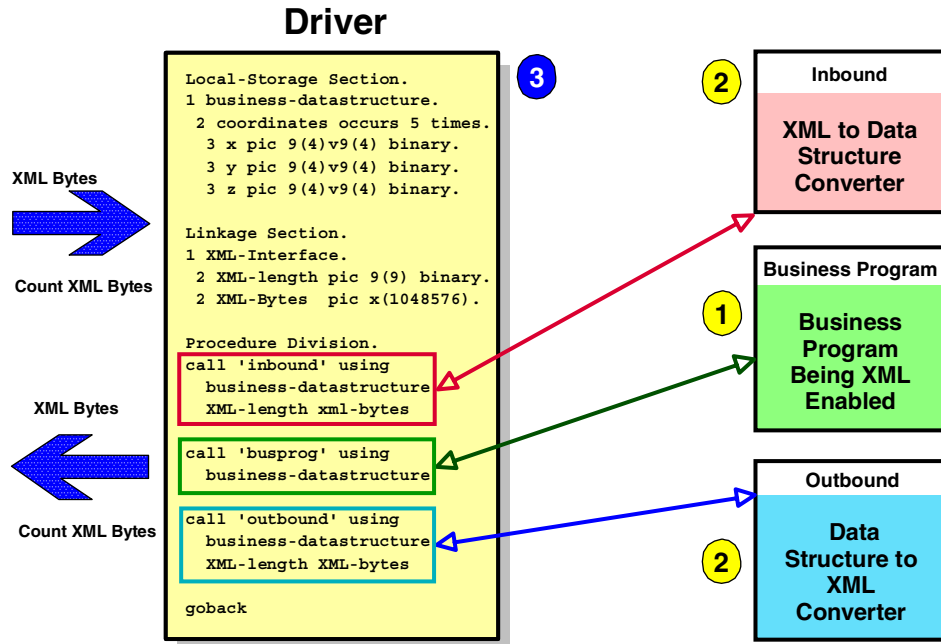 Driver
XML Bytes
Count XML Bytes
XML Bytes
Count XML Bytes
Local-Storage Section.
1 business-datastructure.
2 coordinates occurs 5 times.
3 x pic 9(4)v9(4) binary.
3 y pic 9(4)v9(4) binary.
3 z pic 9(4)v9(4) binary.
Linkage Section.
1 XML-Interface.
2 XML-length pic 9(9) binary.
2 XML-Bytes  pic x(1048576).
Procedure Division.
call 'inbound' using
business-datastructure
XML-length xml-bytes
call 'busprog' using
business-datastructure
call 'outbound' using
business-datastructure
XML-length XML-bytes
goback
3
2
Inbound
XML to Data
Structure
Converter
1
Business Program
Business
Program
Being XML
Enabled
2
Outbound
Data
Structure to
XML
Converter